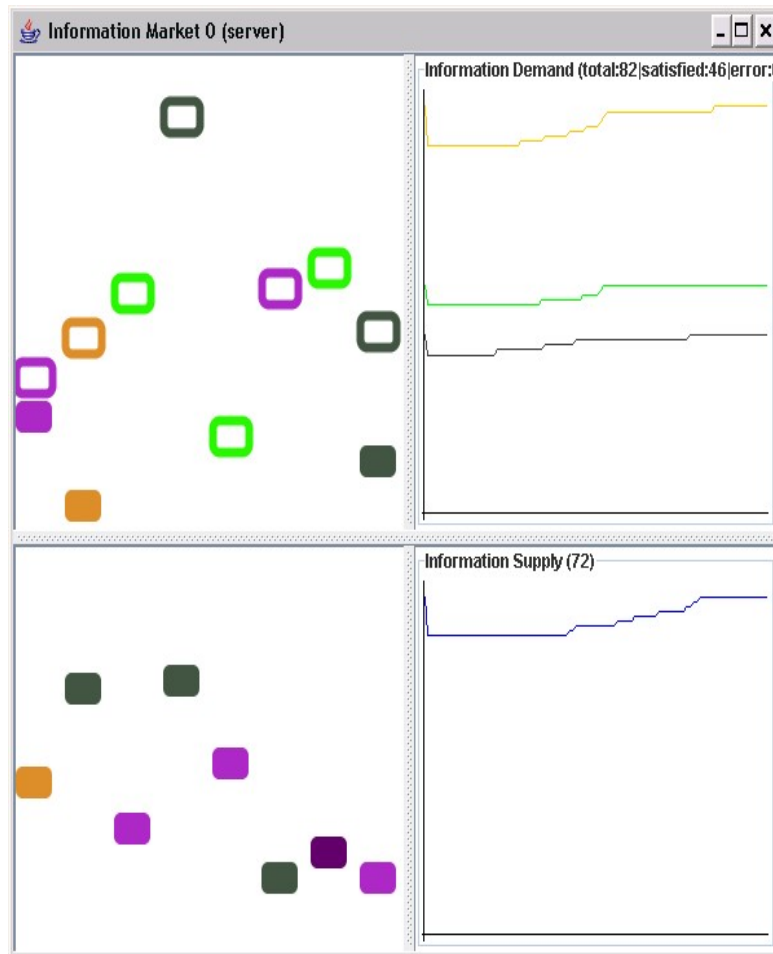 Information Market 0 (server)
Information Demand (total:82|satisfied:46|error:
Information Supply (72)